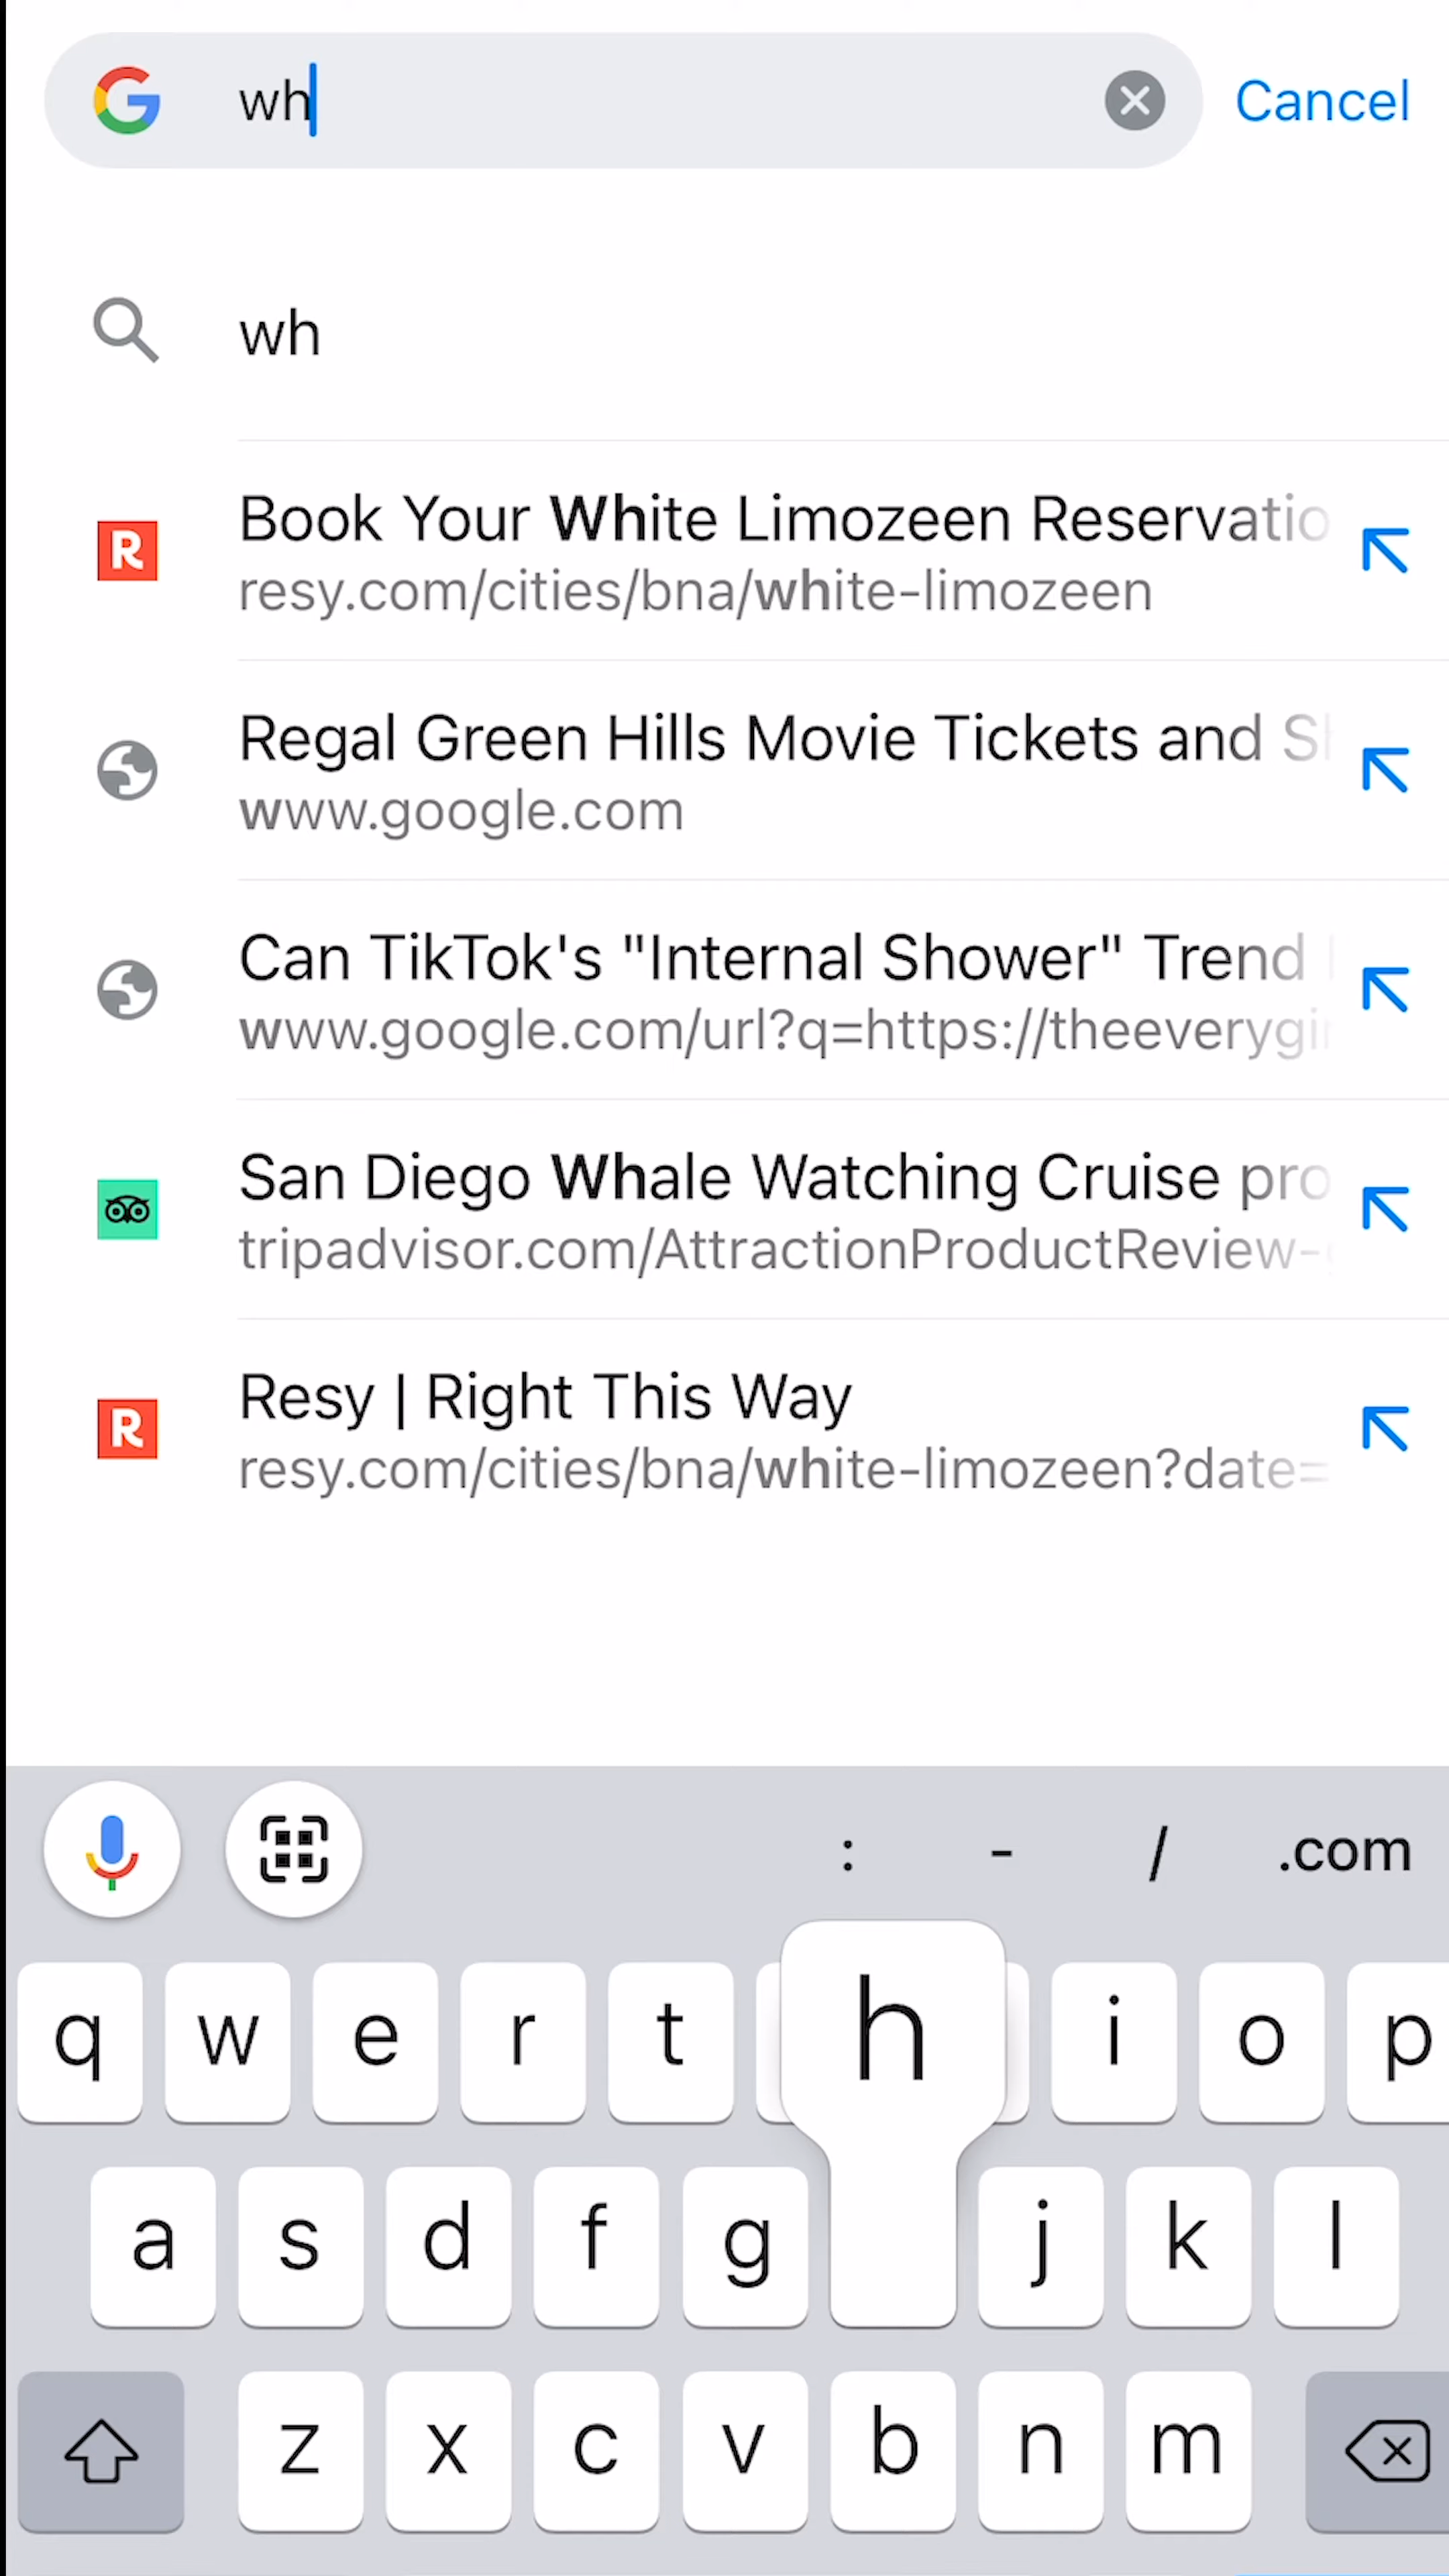 wh
Cancel
wh
Book Your White Limozeen Reservatio
resy.com/cities/bna/white-limozeen
Regal Green Hills Movie Tickets and Sh
www.google.com
Can TikTok's "Internal Shower" Trend
www.google.com/url?q=https://theeverygir
San Diego Whale Watching Cruise pro
tripadvisor.com/AttractionProductReview-
Resy | Right This Way
resy.com/cities/bna/white-limozeen?date=
: - / .com
q w e r t h i o p
a s d f g j k l
z x c v b n m